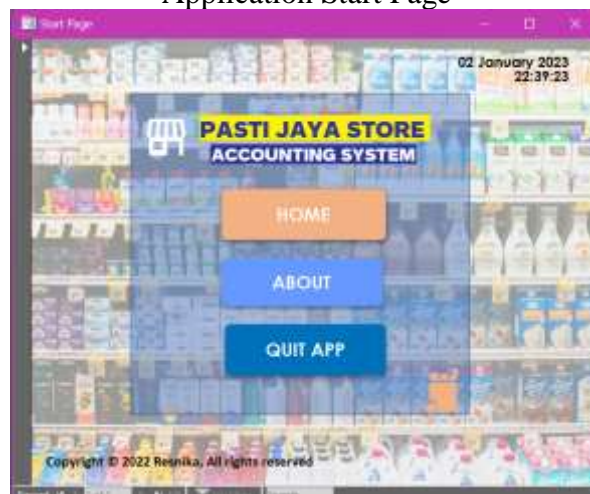 Application Start Page
Start Page
02 January 2023
22:39:23
PASTI JAYA STORE
ACCOUNTING SYSTEM
HOME
ABOUT
QUIT APP
Copyright © 2022 Resnika, All rights reserved